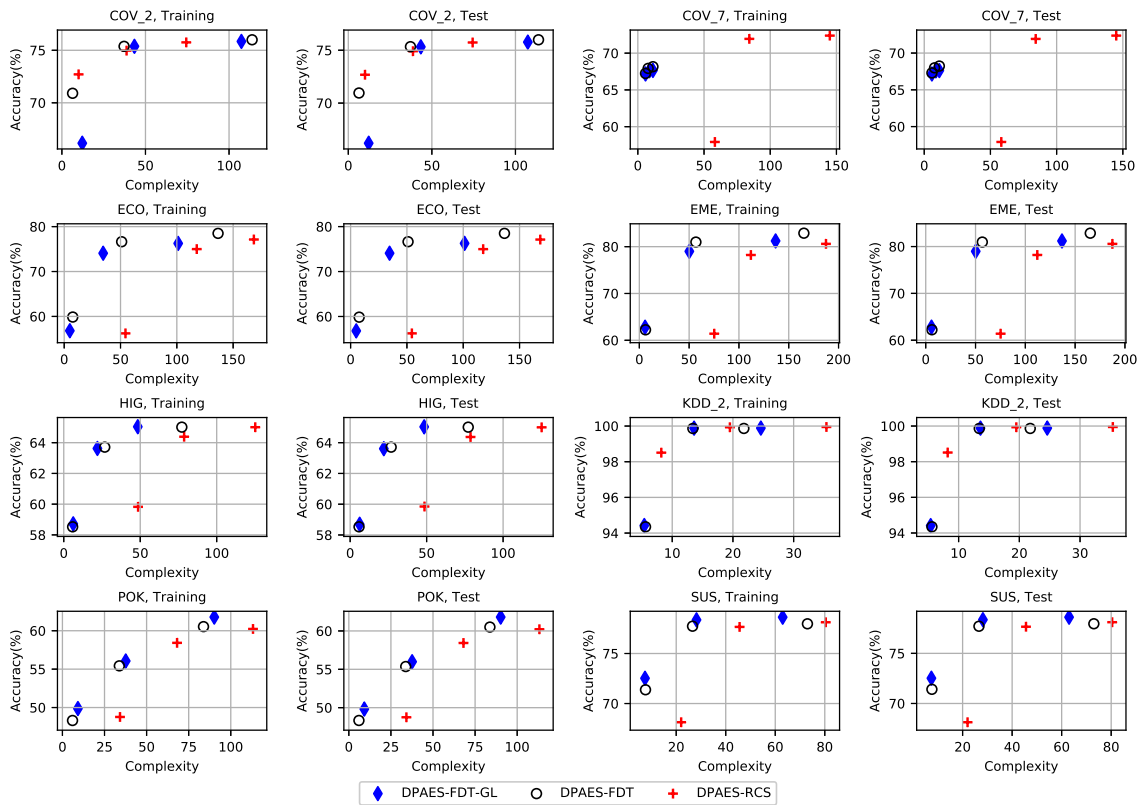 COV_2, Training
COV_2, Test
COV_7, Training
COV_7, Test
Accuracy(%)
75
70
0 50 100
Complexity
Accuracy(%)
75
70
0 50 100
Complexity
Accuracy(%)
70
65
60
0 50 100 150
Complexity
Accuracy(%)
70
65
60
0 50 100 150
Complexity
ECO, Training
ECO, Test
EME, Training
EME, Test
Accuracy(%)
80
70
60
0 50 100 150
Complexity
Accuracy(%)
80
70
60
0 50 100 150
Complexity
Accuracy(%)
80
70
60
0 50 100 150 200
Complexity
Accuracy(%)
80
70
60
0 50 100 150 200
Complexity
HIG, Training
HIG, Test
KDD_2, Training
KDD_2, Test
Accuracy(%)
64
62
60
58
0 50 100
Complexity
Accuracy(%)
64
62
60
58
0 50 100
Complexity
Accuracy(%)
100
98
96
94
10 20 30
Complexity
Accuracy(%)
100
98
96
94
10 20 30
Complexity
POK, Training
POK, Test
SUS, Training
SUS, Test
Accuracy(%)
60
55
50
0 25 50 75 100
Complexity
Accuracy(%)
60
55
50
0 25 50 75 100
Complexity
Accuracy(%)
75
70
20 40 60 80
Complexity
Accuracy(%)
75
70
20 40 60 80
Complexity
DPAES-FDT-GL DPAES-FDT DPAES-RCS